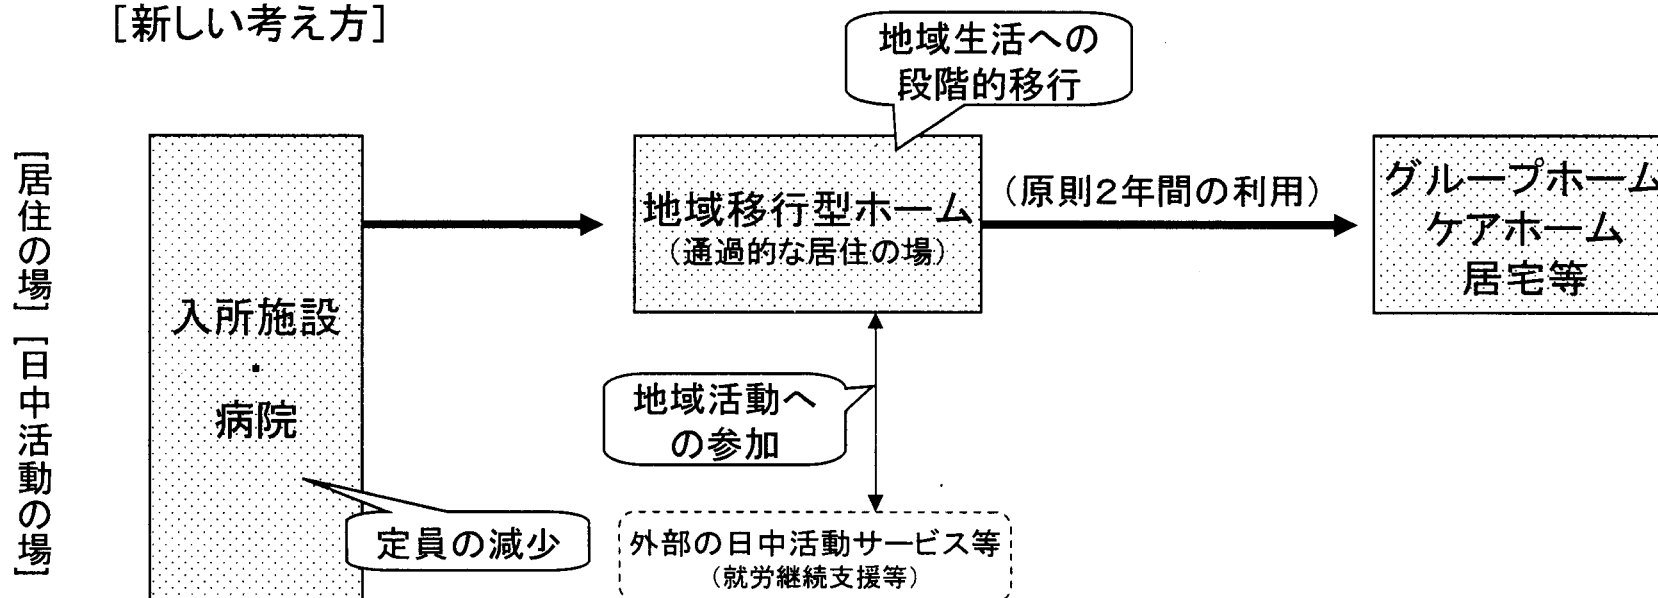 ［新しい考え方］
地域生活への
段階的移行
［居住の場］
［日中活動の場］
入所施設
・
病院
定員の減少
地域移行型ホーム
（通過的な居住の場）
（原則2年間の利用）
グループホーム
ケアホーム
居宅等
地域活動へ
の参加
外部の日中活動サービス等
（就労継続支援等）